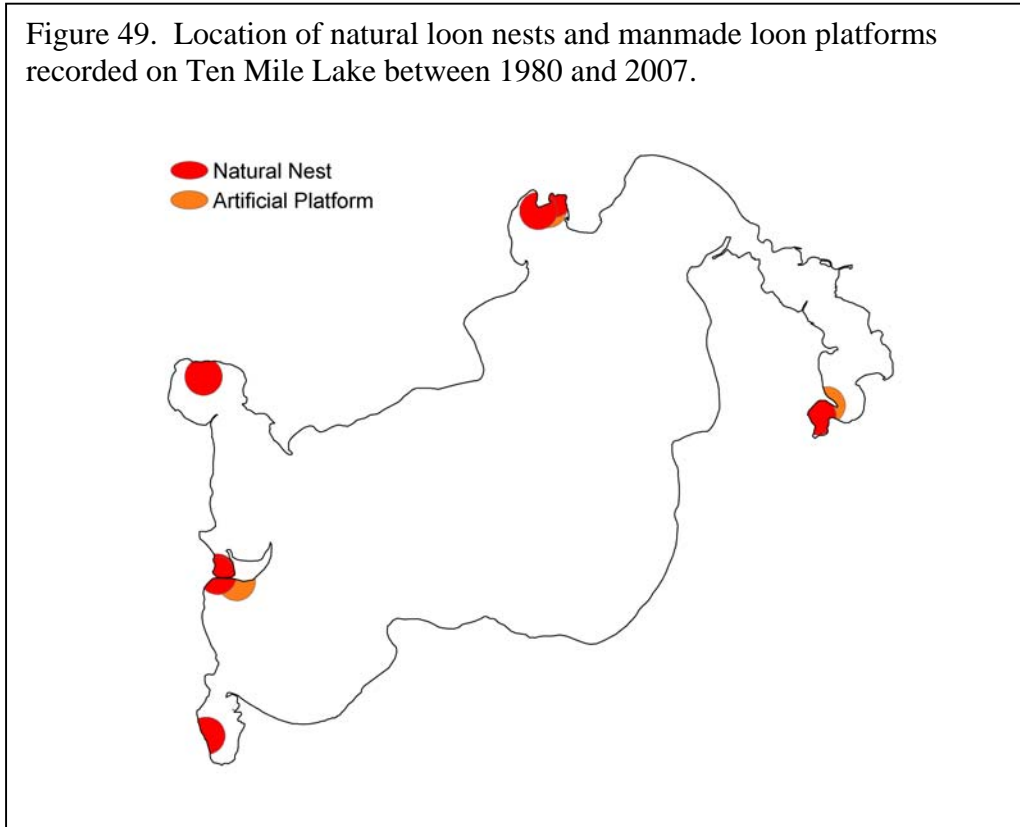 Figure 49.  Location of natural loon nests and manmade loon platforms
recorded on Ten Mile Lake between 1980 and 2007.
Natural Nest
Artificial Platform